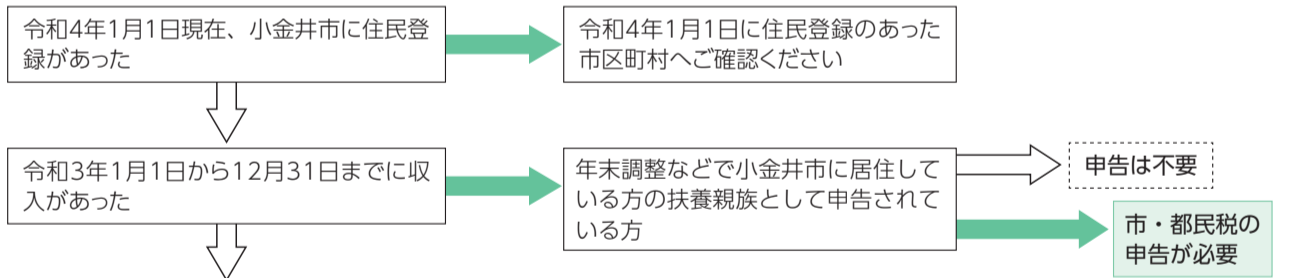 令和4年1月1日現在、小金井市に住民登
録があった
令和4年1月1日に住民登録のあった
市区町村へご確認ください
令和3年1月1日から12月31日までに収
入があった
年末調整などで小金井市に居住して
いる方の扶養親族として申告されて
いる方
申告は不要
市・都民税の
申告が必要